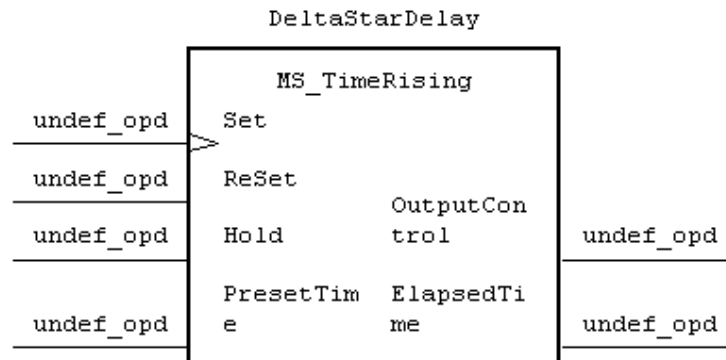 DeltaStarDelay
MS_TimeRising
undef_opd Set
undef_opd ReSet
OutputCon
undef_opd Hold trol undef_opd
PresetTim ElapsedTi
undef_opd e me undef_opd